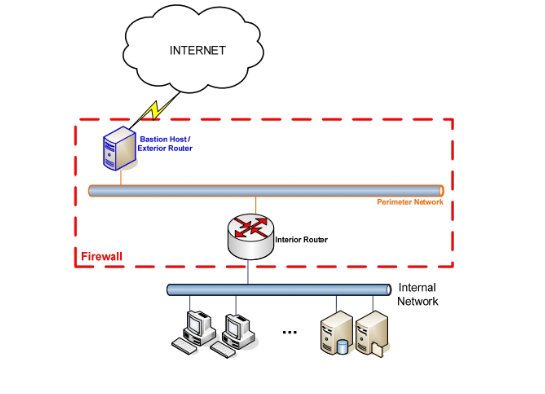 INTERNET
Bastion Host /
Exterior Router
Perimeter Network
Interior Router
Firewall
Internal
Network
...